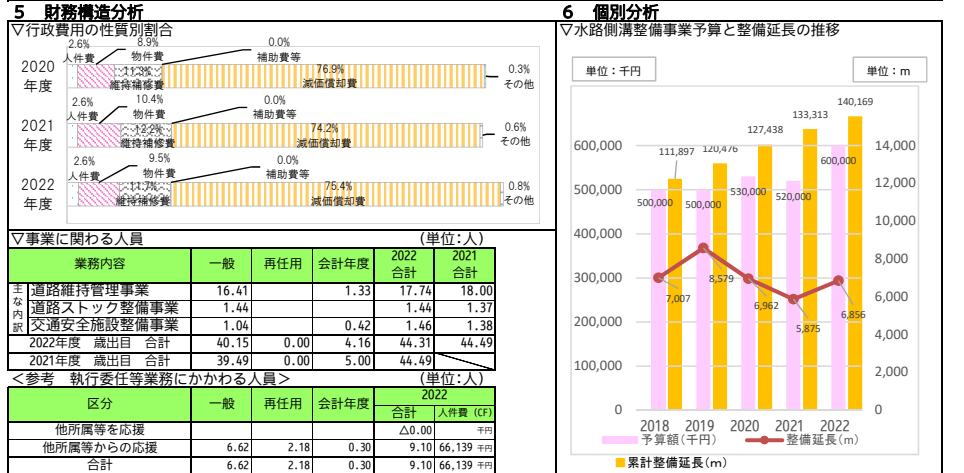 5 財務構造分析
▽行政費用の性質別割合
2.6%
人件費
8.9%
物件費
0.0%
補助費等
2020
年度
11.3%
維持補修費
76.9%
減価償却費
0.3%
その他
2.6%
人件費
10.4%
物件費
0.0%
補助費等
2021
年度
12.2%
維持補修費
74.2%
減価償却費
0.6%
その他
2.6%
人件費
9.5%
物件費
0.0%
補助費等
2022
年度
11.7%
維持補修費
75.4%
減価償却費
0.8%
その他
▽事業に関わる人員 (単位:人)
業務内容 一般 再任用 会計年度 2022 合計 2021 合計
主な内訳
道路維持管理事業 16.41 1.33 17.74 18.00
道路ストック整備事業 1.44 1.44 1.37
交通安全施設整備事業 1.04 0.42 1.46 1.38
2022年度 歳出目 合計 40.15 0.00 4.16 44.31 44.49
2021年度 歳出目 合計 39.49 0.00 5.00 44.49
<参考 執行委任等業務にかかわる人員> (単位:人)
区分 一般 再任用 会計年度 2022
合計 人件費(CF)
他所属等を応援 △0.00 千円
他所属等からの応援 6.62 2.18 0.30 9.10 66,139 千円
合計 6.62 2.18 0.30 9.10 66,139 千円
6 個別分析
▽水路側溝整備事業予算と整備延長の推移
単位:千円
単位:m
140,169
133,313
127,438
120,476
111,897
600,000 14,000
500,000 12,000
400,000 10,000
300,000 8,000
200,000 6,000
100,000 4,000
0 2,000
0
500,000
500,000
530,000
520,000
600,000
7,007
8,579
6,962
5,875
6,856
2018 2019 2020 2021 2022
予算額(千円) 整備延長(m)
累計整備延長(m)